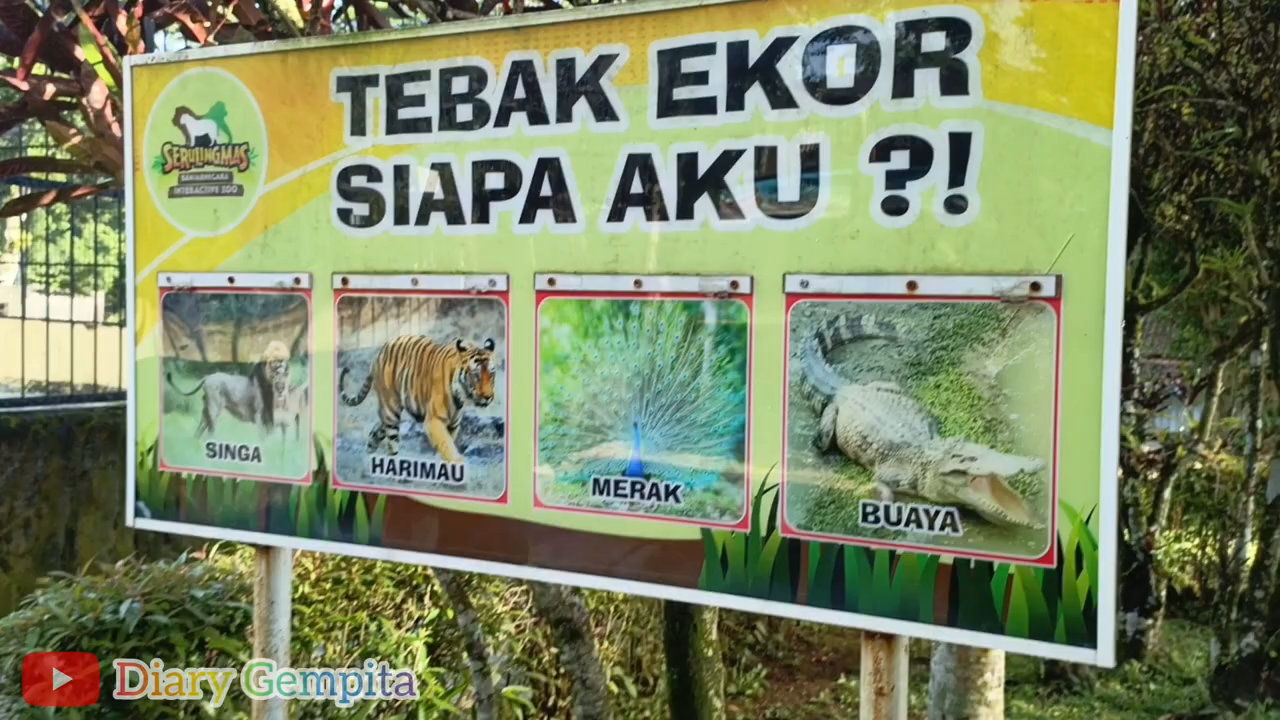 TEBAK EKOR
SIAPA AKU ?!
SERULINGMAS
BANJARNEGARA
INTERACTIVE ZOO
SINGA
HARIMAU
MERAK
BUAYA
Diary Gempita